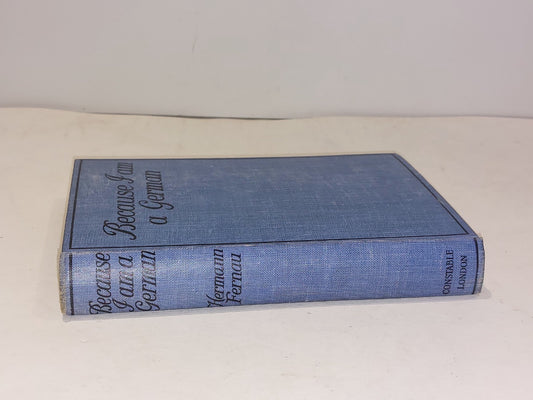 Because I am
a German
Because
I am a
German
Hermann
Fernau
CONSTABLE
LONDON